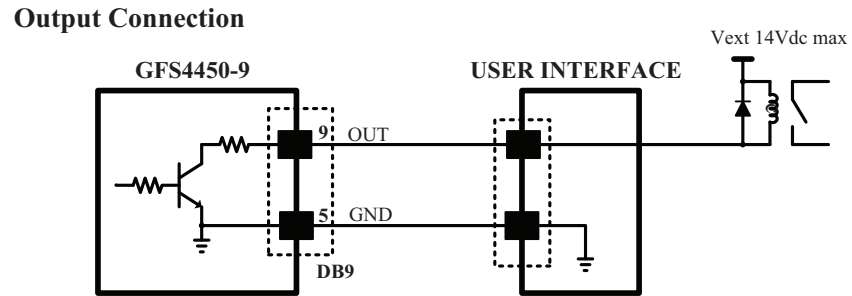 Output Connection
Vext 14Vdc max
GFS4450-9
USER INTERFACE
9 OUT
5 GND
DB9